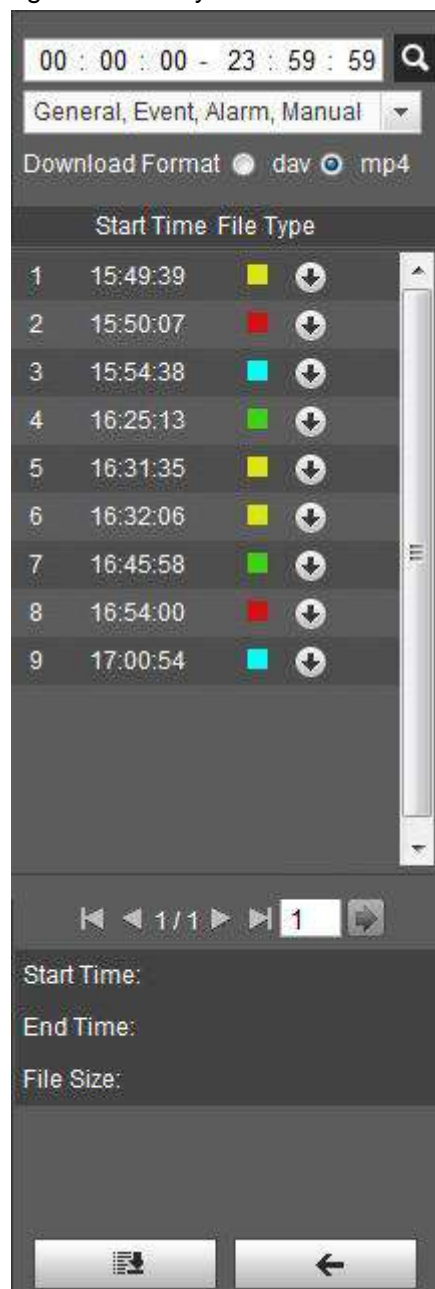 00 : 00 : 00 - 23 : 59 : 59
General, Event, Alarm, Manual
Download Format dav mp4
Start Time File Type
1 15:49:39
2 15:50:07
3 15:54:38
4 16:25:13
5 16:31:35
6 16:32:06
7 16:45:58
8 16:54:00
9 17:00:54
1 / 1 1
Start Time:
End Time:
File Size: